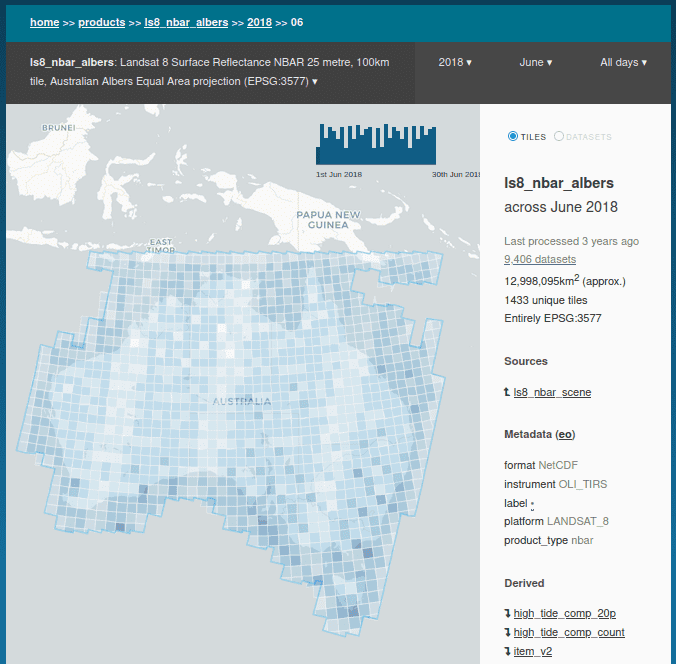 home >> products >> ls8_nbar_albers >> 2018 >> 06
ls8_nbar_albers: Landsat 8 Surface Reflectance NBAR 25 metre, 100km
tile, Australian Albers Equal Area projection (EPSG:3577) ▾
2018 ▾
June ▾
All days ▾
BRUNEI
1st Jun 2018
30th Jun 2018
PAPUA NEW
GUINEA
EAST
TIMOR
AUSTRALIA
TILES
DATASETS
ls8_nbar_albers
across June 2018
Last processed 3 years ago
9,406 datasets
12,998,095km2 (approx.)
1433 unique tiles
Entirely EPSG:3577
Sources
ls8_nbar_scene
Metadata (eo)
format NetCDF
instrument OLI_TIRS
label
platform LANDSAT_8
product_type nbar
Derived
high_tide_comp_20p
high_tide_comp_count
item_v2